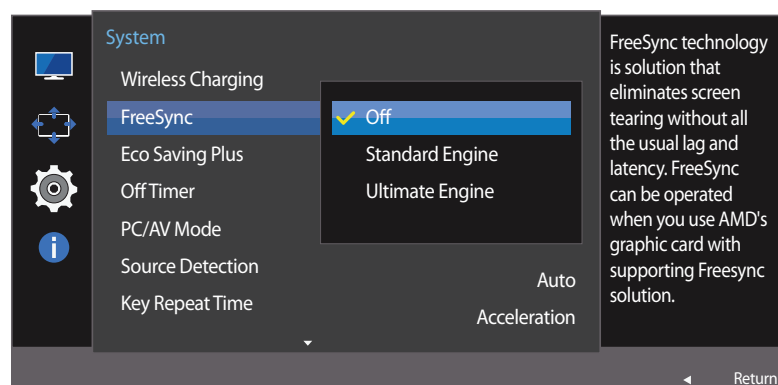 System
Wireless Charging
FreeSync
Off
Eco Saving Plus
Standard Engine
Off Timer
Ultimate Engine
PC/AV Mode
Source Detection
Auto
Key Repeat Time
Acceleration
FreeSync technology
is solution that
eliminates screen
tearing without all
the usual lag and
latency. FreeSync
can be operated
when you use AMD's
graphic card with
supporting Freesync
solution.
Return